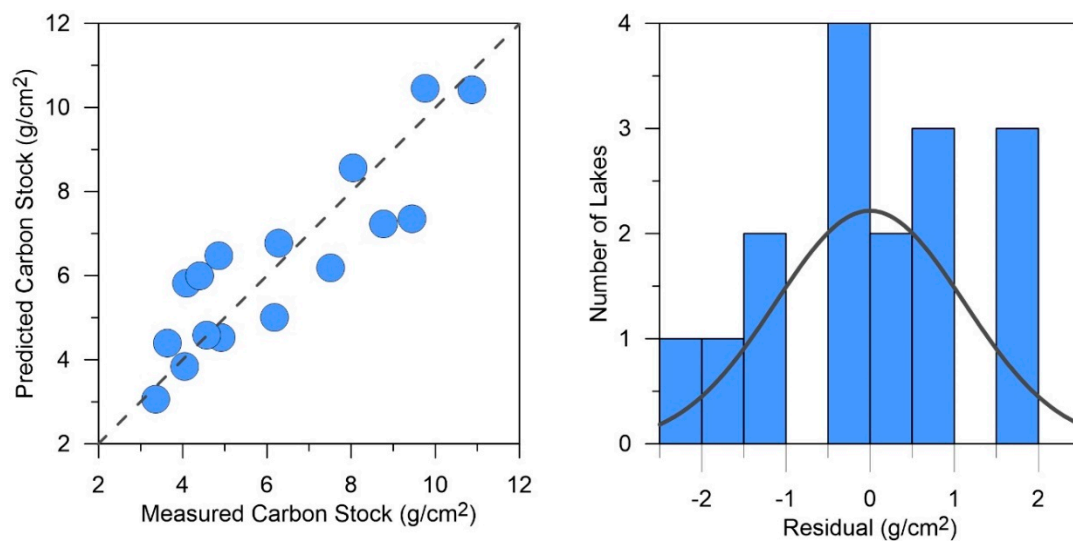 12
10
8
6
4
2
Predicted Carbon Stock (g/cm²)
2 4 6 8 10 12
Measured Carbon Stock (g/cm²)
4
3
2
1
0
Number of Lakes
-2 -1 0 1 2
Residual (g/cm²)